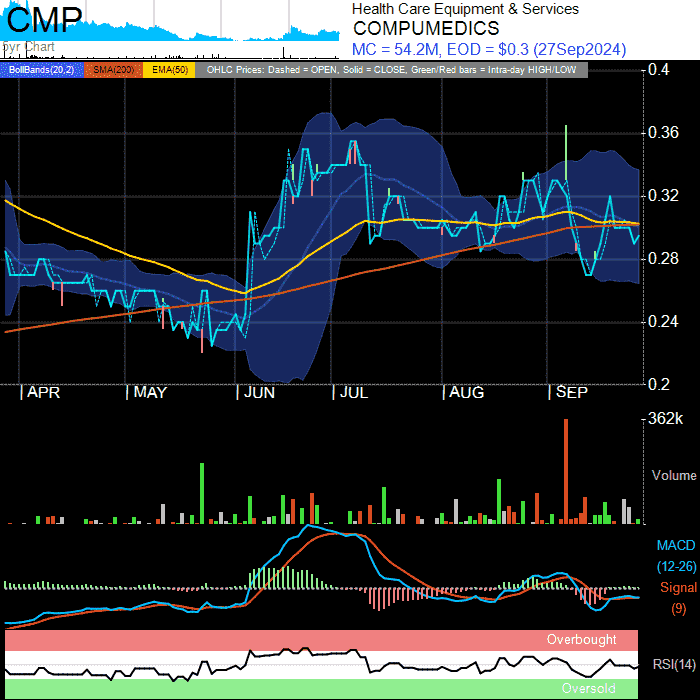 CMP
5yr Chart
Health Care Equipment & Services
COMPUMEDICS
MC = 54.2M, EOD = $0.3 (27Sep2024)
BollBands(20,2) SMA(200) EMA(50) OHLC Prices: Dashed = OPEN, Solid = CLOSE, Green/Red bars = Intra-day HIGH/LOW
0.4
0.36
0.32
0.28
0.24
0.2
| APR | MAY | JUN | JUL | AUG | SEP
362k
Volume
MACD
(12-26)
Signal
(9)
Overbought
RSI(14)
Oversold